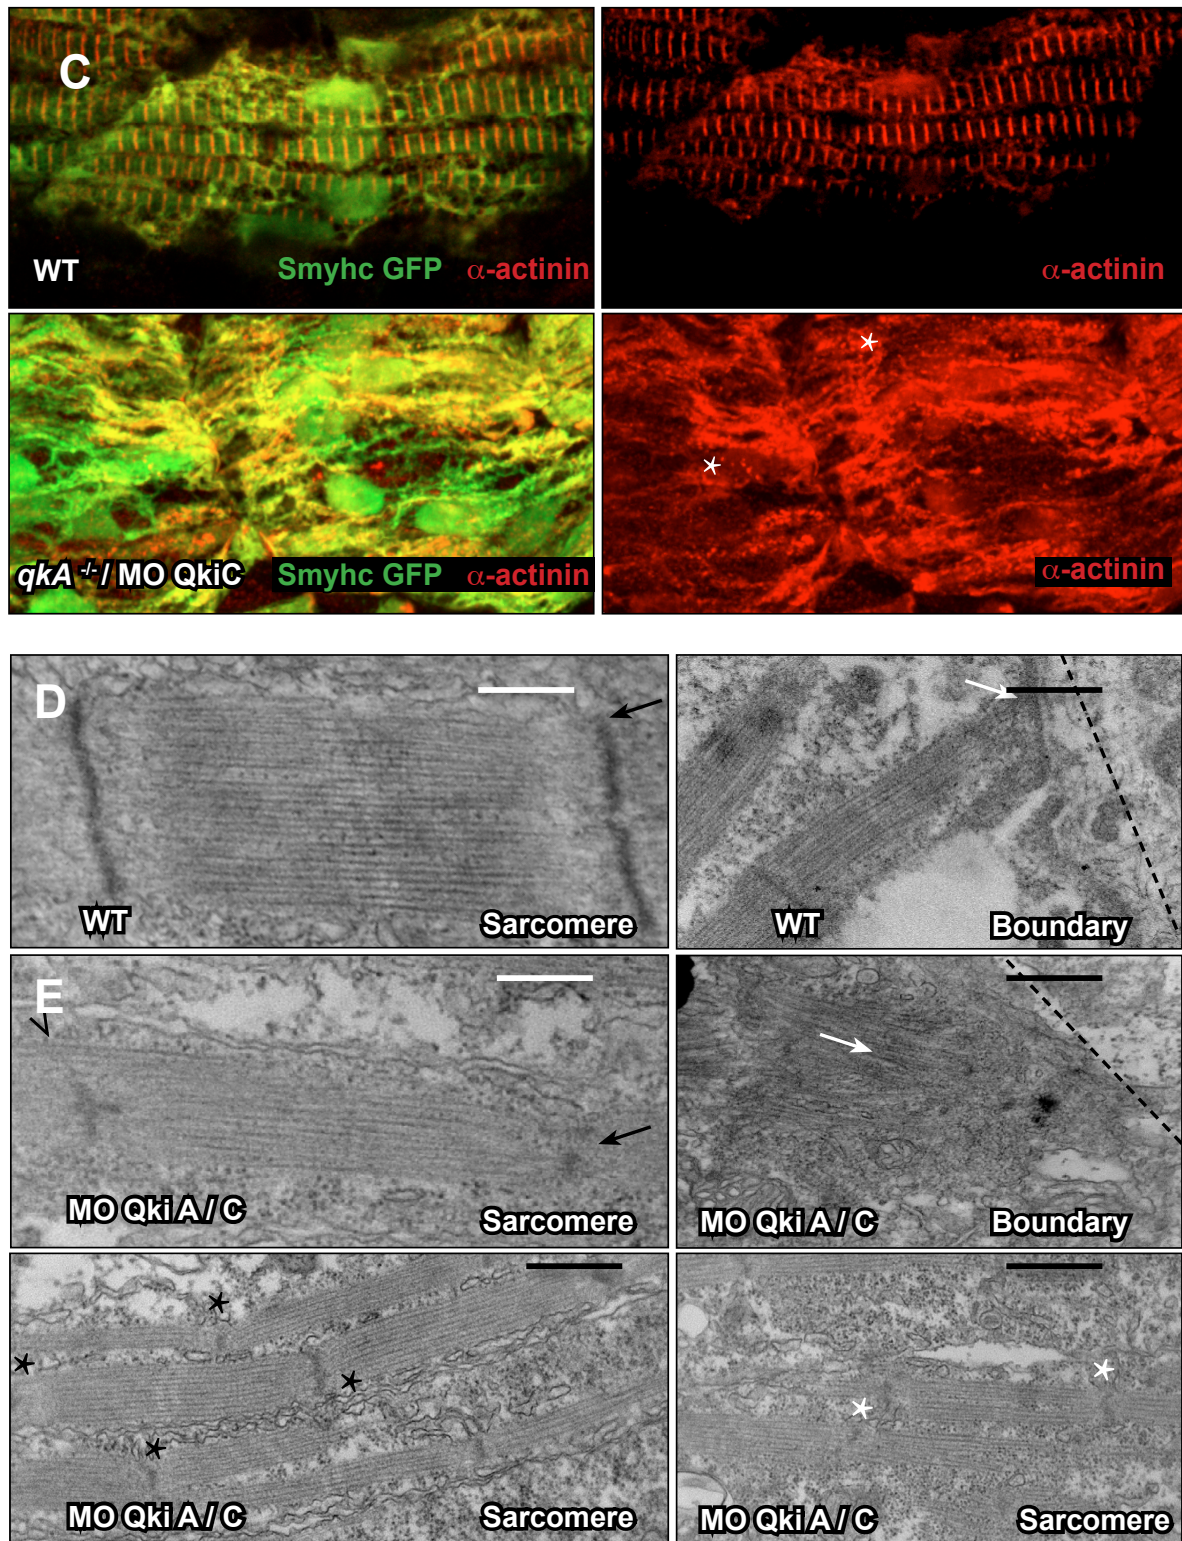 C
WT
Smyhc GFP α-actinin
α-actinin
qkA -/- / MO QkiC
Smyhc GFP α-actinin
α-actinin
D
WT
Sarcomere
WT
Boundary
E
MO Qki A / C
Sarcomere
MO Qki A / C
Boundary
MO Qki A / C
Sarcomere
MO Qki A / C
Sarcomere